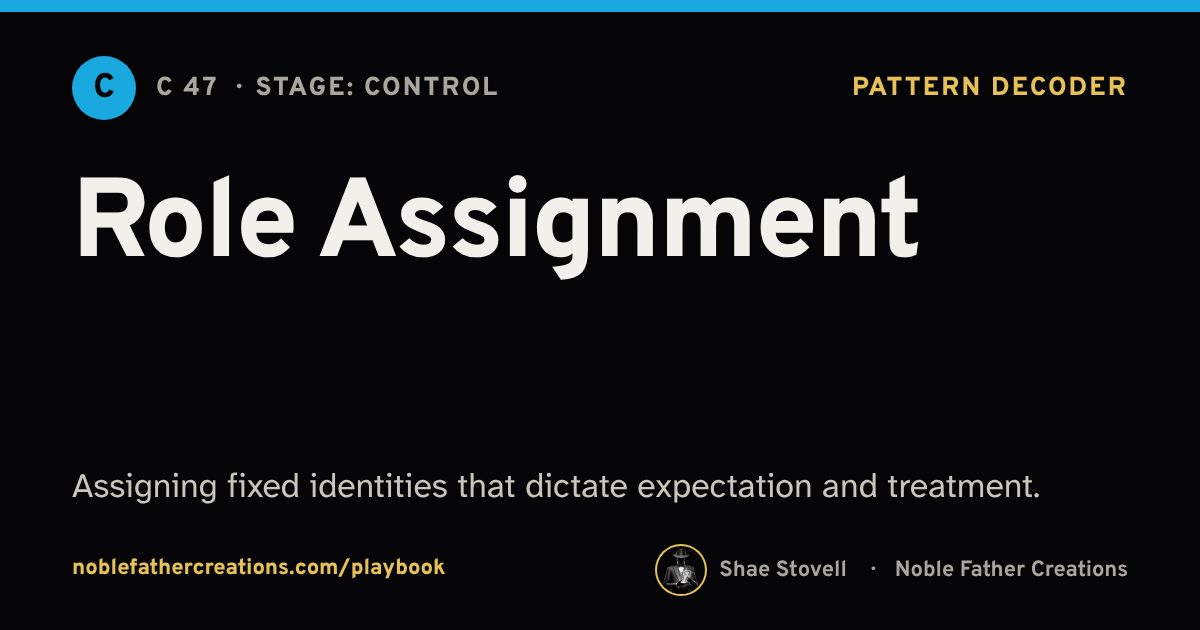 C
C 47 · STAGE: CONTROL
PATTERN DECODER
Role Assignment
Assigning fixed identities that dictate expectation and treatment.
noblefathercreations.com/playbook
Shae Stovell · Noble Father Creations